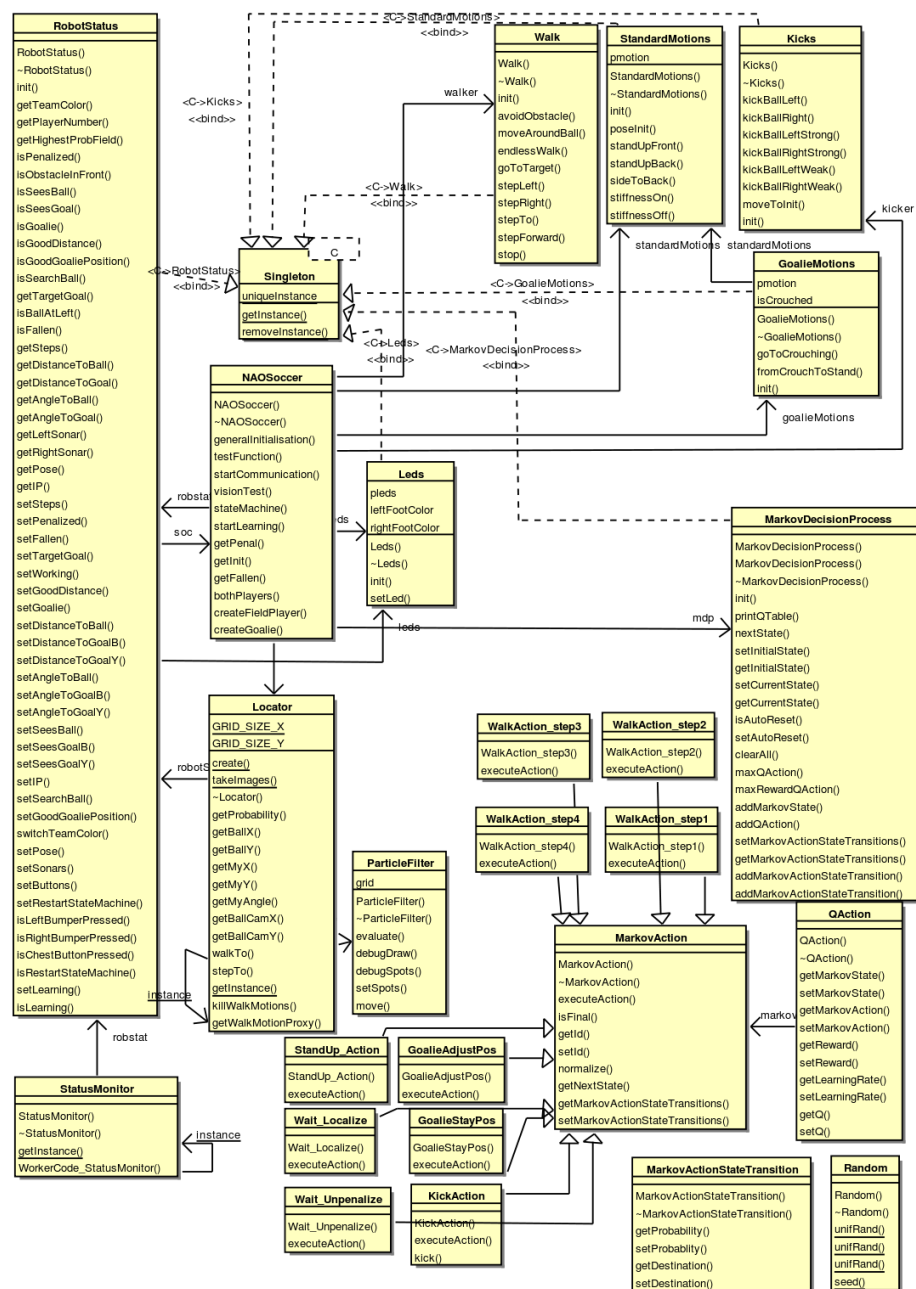 RobotStatus
RobotStatus()
~RobotStatus()
init()
getTeamColor()
getPlayerNumber()
getHighestProbField()
isPenalized()
isObstacleInFront()
isSeesBall()
isSeesGoal()
isGoalie()
isGoodDistance()
isGoodGoaliePosition()
isSearchBall()
getTargetGoal()
isBallAtLeft()
isFallen()
getSteps()
getDistanceToBall()
getDistanceToGoal()
getAngleToBall()
getAngleToGoal()
getLeftSonar()
getRightSonar()
getPose()
getIP()
setSteps()
setPenalized()
setFallen()
setTargetGoal()
setWorking()
setGoodDistance()
setGoalie()
setDistanceToBall()
setDistanceToGoalB()
setDistanceToGoalY()
setAngleToBall()
setAngleToGoalB()
setAngleToGoalY()
setSeesBall()
setSeesGoalB()
setSeesGoalY()
setIP()
setSearchBall()
setGoodGoaliePosition()
switchTeamColor()
setPose()
setSonars()
setButtons()
setRestartStateMachine()
isLeftBumperPressed()
isRightBumperPressed()
isChestButtonPressed()
isRestartStateMachine()
setLearning()
isLearning()
robstat
StatusMonitor
StatusMonitor()
~StatusMonitor()
getInstance()
WorkerCode_StatusMonitor()
instance
<C->StandardMotions>
<<bind>>
<C->Kicks>
<<bind>>
<C->Walk>
<<bind>>
<C->RobotStatus>
<<bind>>
<C->GoalieMotions>
<<bind>>
<C->Leds>
<<bind>>
<C->MarkovDecisionProcess>
<<bind>>
walker
Walk
Walk()
~Walk()
init()
avoidObstacle()
moveAroundBall()
endlessWalk()
goToTarget()
stepLeft()
stepRight()
stepTo()
stepForward()
stop()
StandardMotions
pmotion
StandardMotions()
~StandardMotions()
init()
poseInit()
standUpFront()
standUpBack()
sideToBack()
stiffnessOn()
stiffnessOff()
Kicks
Kicks()
~Kicks()
kickBallLeft()
kickBallRight()
kickBallLeftStrong()
kickBallRightStrong()
kickBallLeftWeak()
kickBallRightWeak()
moveToInit()
init()
kicker
standardMotions
standardMotions
GoalieMotions
pmotion
isCrouched
GoalieMotions()
~GoalieMotions()
goToCrouching()
fromCrouchToStand()
init()
goalieMotions
C
Singleton
uniqueInstance
getInstance()
removeInstance()
NAOSoccer
NAOSoccer()
~NAOSoccer()
generalInitialisation()
testFunction()
startCommunication()
visionTest()
stateMachine()
startLearning()
getPenal()
getInit()
getFallen()
bothPlayers()
createFieldPlayer()
createGoalie()
robsta
soc
eds
leds
mdp
Leds
pleds
leftFootColor
rightFootColor
Leds()
~Leds()
init()
setLed()
Locator
GRID_SIZE_X
GRID_SIZE_Y
create()
takeImages()
~Locator()
getProbability()
getBallX()
getBallY()
getMyX()
getMyY()
getMyAngle()
getBallCamX()
getBallCamY()
walkTo()
stepTo()
getInstance()
killWalkMotions()
getWalkMotionProxy()
robotS
instance
ParticleFilter
grid
ParticleFilter()
~ParticleFilter()
evaluate()
debugDraw()
debugSpots()
setSpots()
move()
MarkovDecisionProcess
MarkovDecisionProcess()
MarkovDecisionProcess()
~MarkovDecisionProcess()
init()
printQTable()
nextState()
setInitialState()
getInitialState()
setCurrentState()
getCurrentState()
isAutoReset()
setAutoReset()
clearAll()
maxQAction()
maxRewardQAction()
addMarkovState()
addQAction()
setMarkovActionStateTransitions()
getMarkovActionStateTransitions()
addMarkovActionStateTransition()
addMarkovActionStateTransition()
WalkAction_step3
WalkAction_step3()
executeAction()
WalkAction_step2
WalkAction_step2()
executeAction()
WalkAction_step4
WalkAction_step4()
executeAction()
WalkAction_step1
WalkAction_step1()
executeAction()
QAction
QAction()
~QAction()
getMarkovState()
setMarkovState()
getMarkovAction()
setMarkovAction()
getReward()
setReward()
getLearningRate()
setLearningRate()
getQ()
setQ()
markov
MarkovAction
MarkovAction()
~MarkovAction()
executeAction()
isFinal()
getId()
setId()
normalize()
getNextState()
getMarkovActionStateTransitions()
setMarkovActionStateTransitions()
StandUp_Action
StandUp_Action()
executeAction()
GoalieAdjustPos
GoalieAdjustPos()
executeAction()
Wait_Localize
Wait_Localize()
executeAction()
GoalieStayPos
GoalieStayPos()
executeAction()
Wait_Unpenalize
Wait_Unpenalize()
executeAction()
KickAction
KickAction()
executeAction()
kick()
MarkovActionStateTransition
MarkovActionStateTransition()
~MarkovActionStateTransition()
getProbability()
setProbablity()
getDestination()
setDestination()
Random
Random()
~Random()
unifRand()
unifRand()
unifRand()
seed()